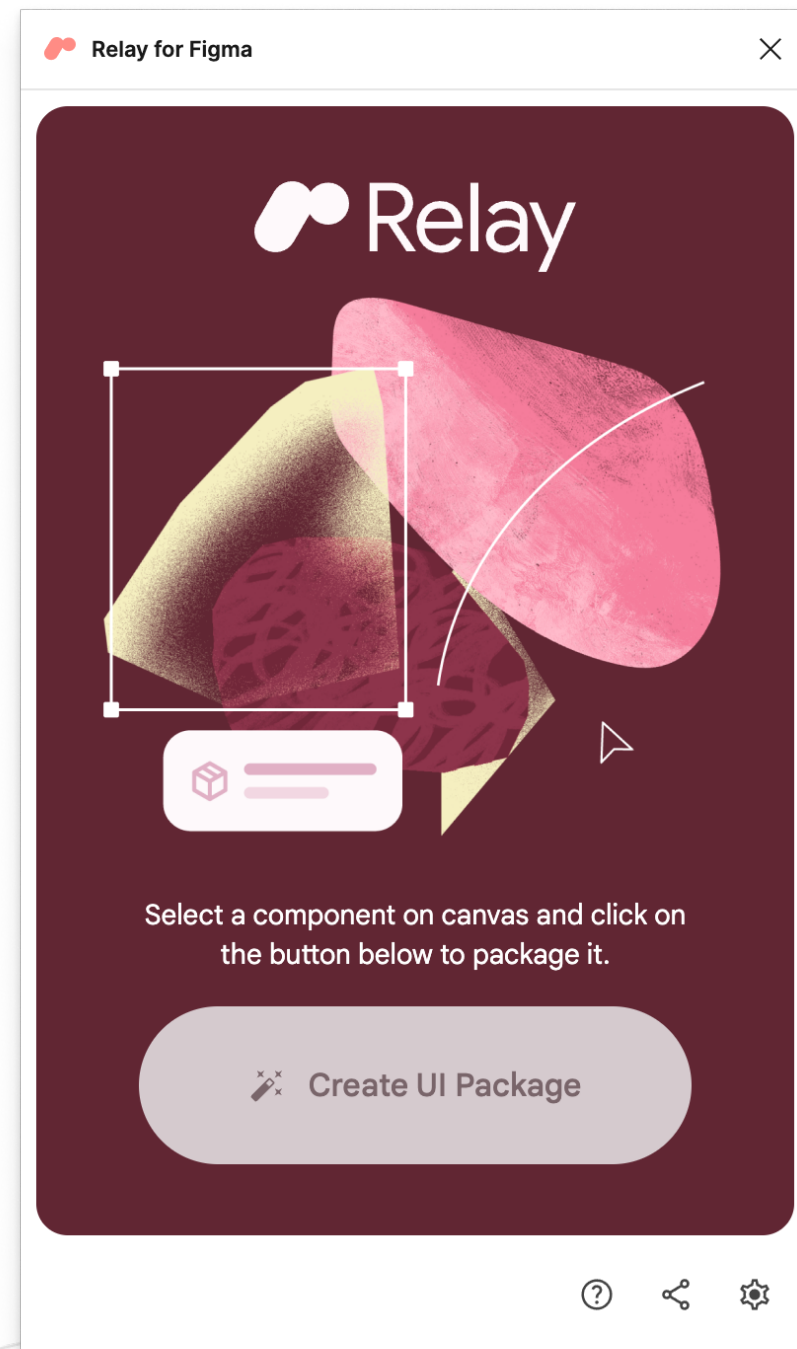 Relay for Figma
Relay
Select a component on canvas and click on
the button below to package it.
Create UI Package